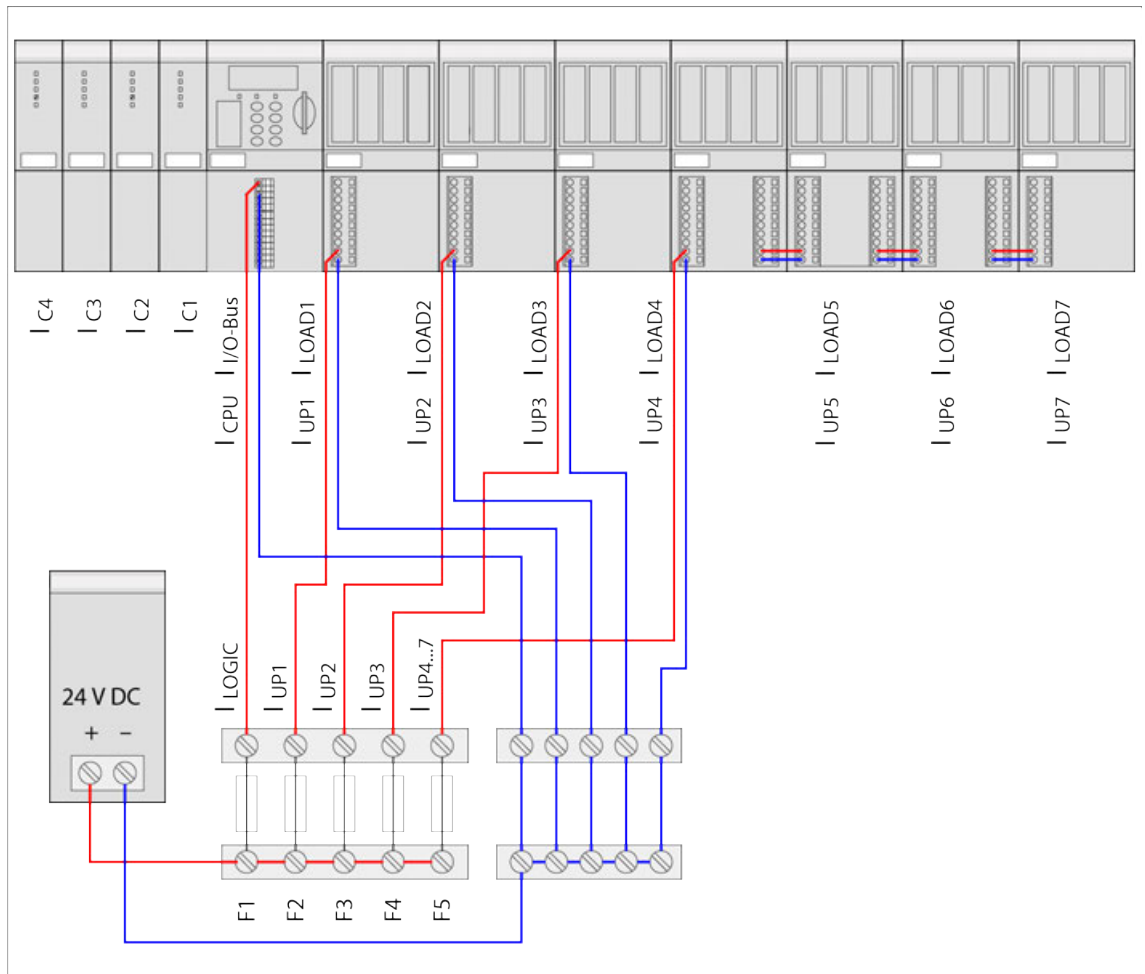 I C4
I C3
I C2
I C1
I I/O-Bus
I LOAD1
I LOAD2
I LOAD3
I LOAD4
I LOAD5
I LOAD6
I LOAD7
I CPU
I UP1
I UP2
I UP3
I UP4
I UP5
I UP6
I UP7
I LOGIC
I UP1
I UP2
I UP3
I UP4...7
24 V DC
+ −
F1
F2
F3
F4
F5